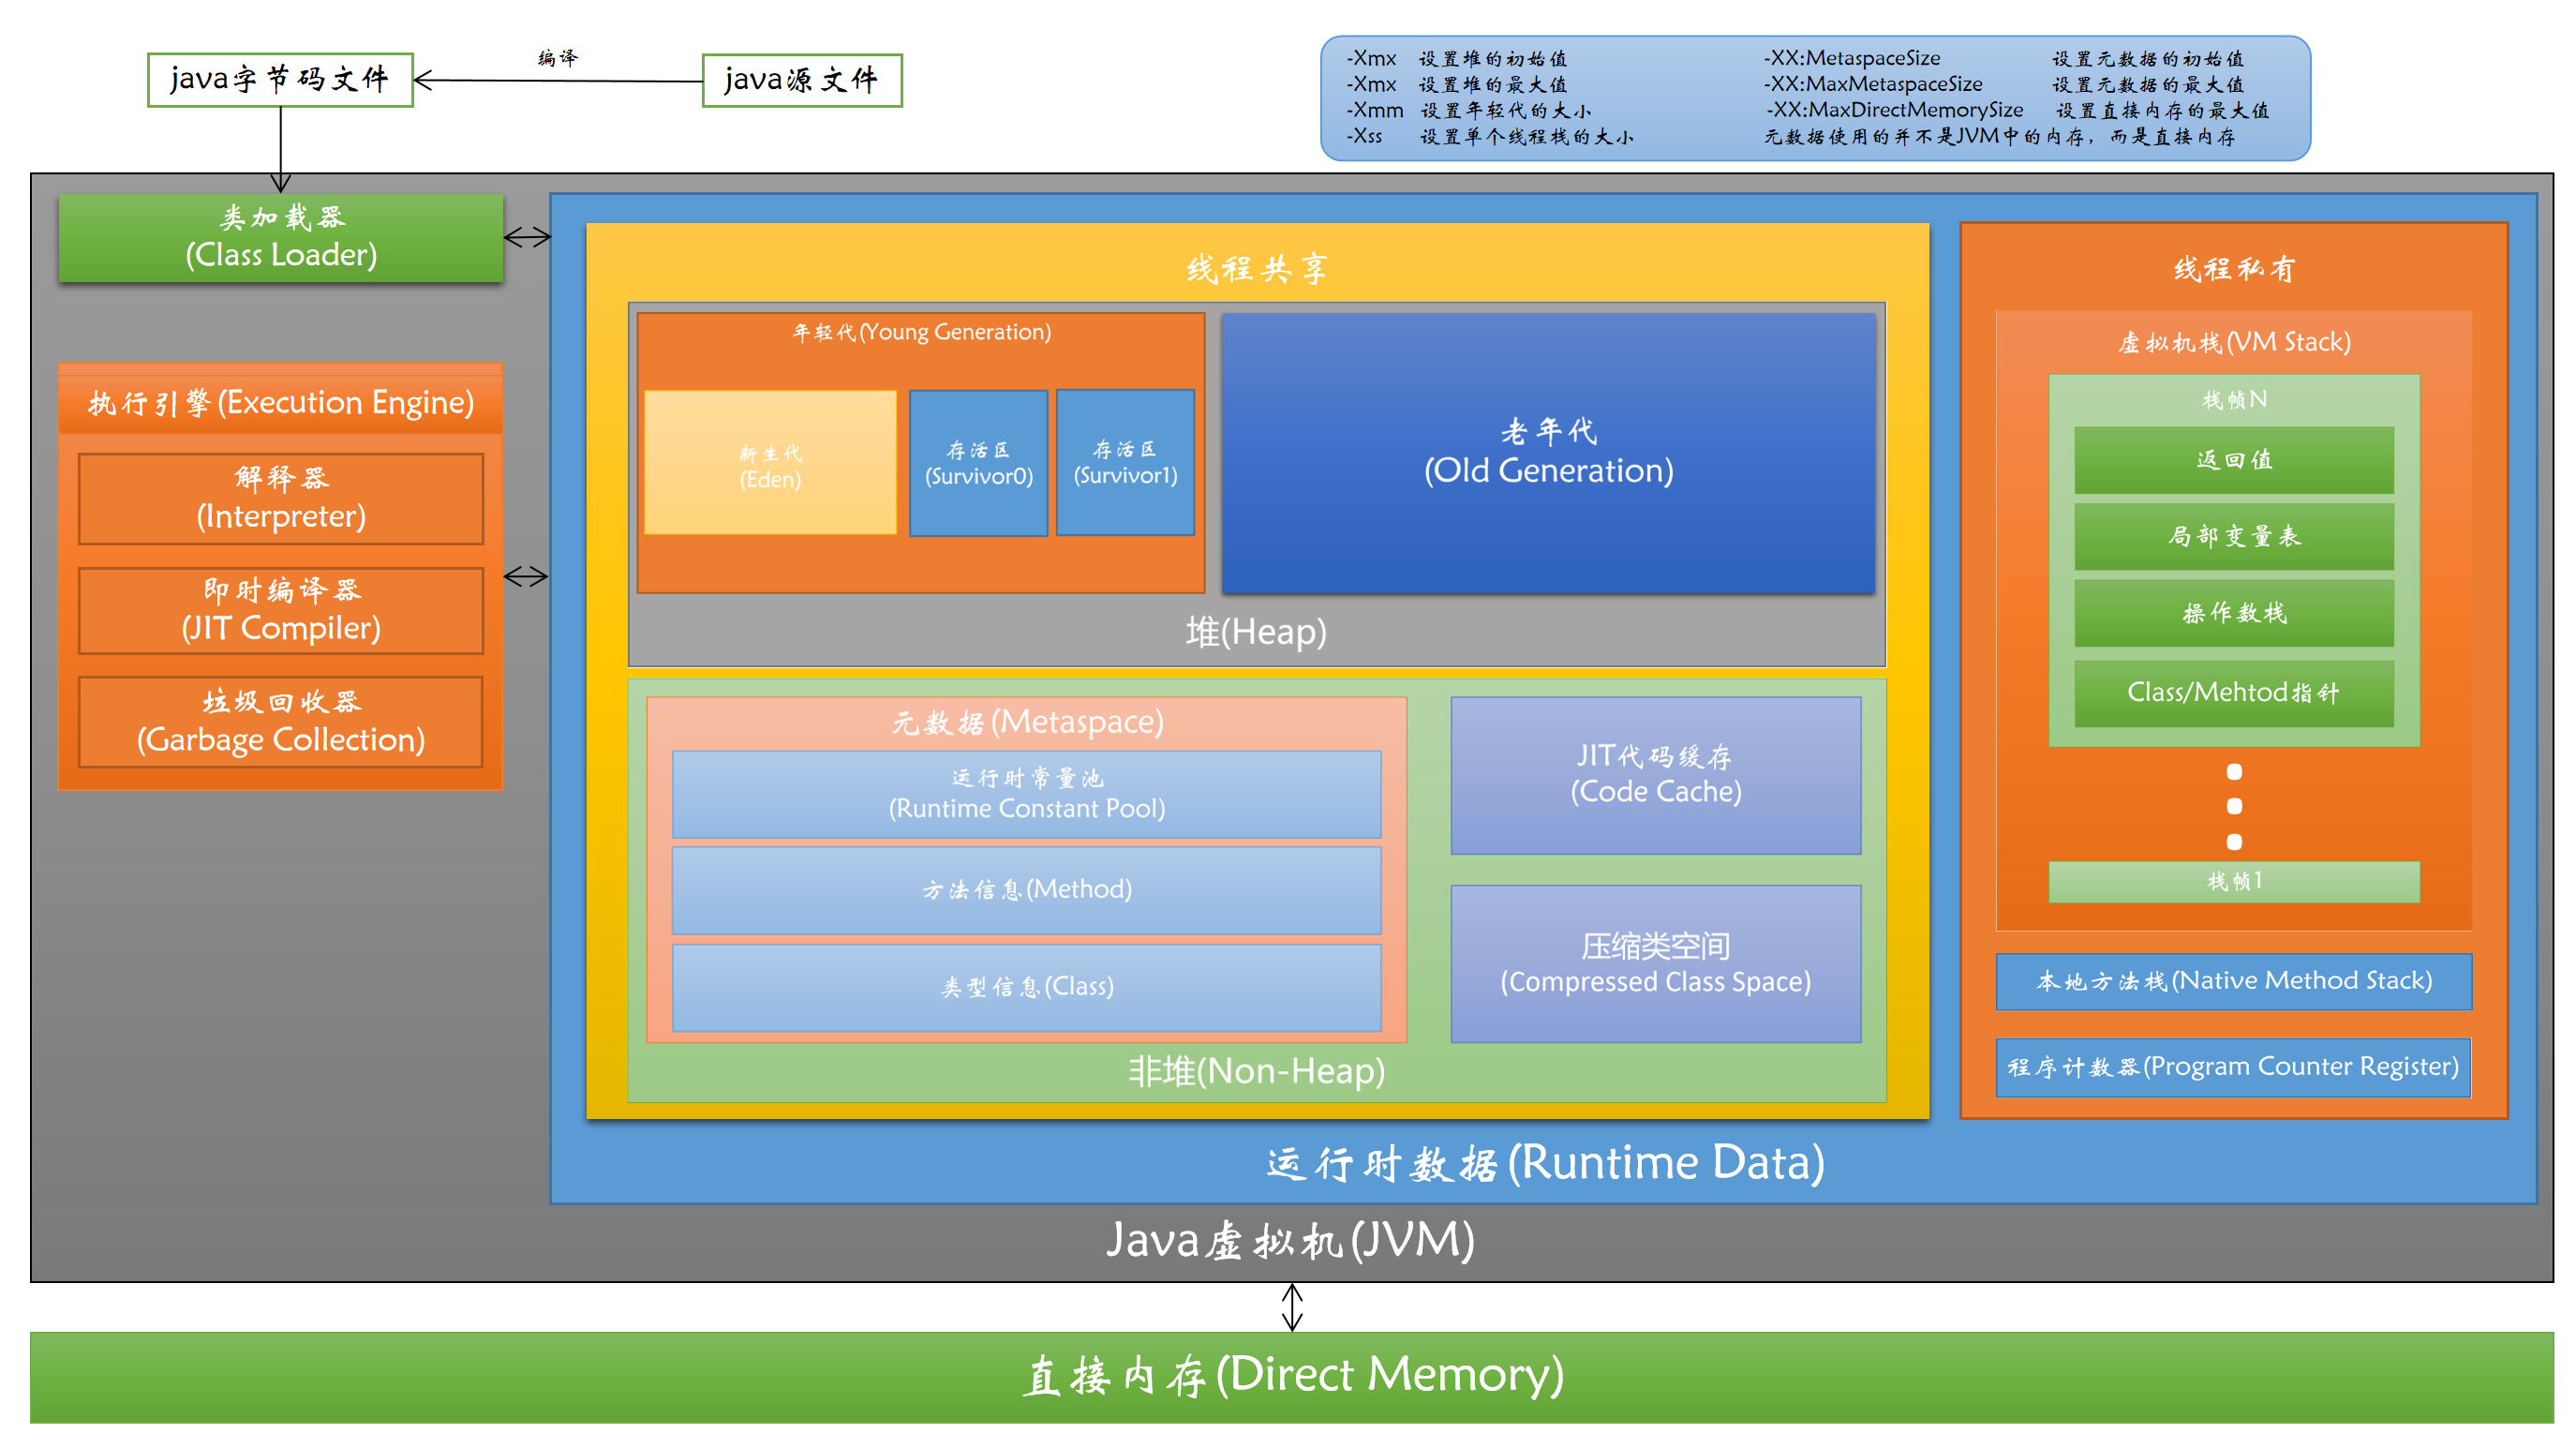 编译
java字节码文件
java源文件
-Xmx 设置堆的初始值
-Xmx 设置堆的最大值
-Xmm 设置年轻代的大小
-Xss 设置单个线程栈的大小
-XX:MetaspaceSize 设置元数据的初始值
-XX:MaxMetaspaceSize 设置元数据的最大值
-XX:MaxDirectMemorySize 设置直接内存的最大值
元数据使用的并不是JVM中的内存，而是直接内存
类加载器
(Class Loader)
执行引擎(Execution Engine)
解释器
(Interpreter)
即时编译器
(JIT Compiler)
垃圾回收器
(Garbage Collection)
线程共享
年轻代(Young Generation)
新生代
(Eden)
存活区
(Survivor0)
存活区
(Survivor1)
老年代
(Old Generation)
堆(Heap)
元数据(Metaspace)
运行时常量池
(Runtime Constant Pool)
方法信息(Method)
类型信息(Class)
JIT代码缓存
(Code Cache)
压缩类空间
(Compressed Class Space)
非堆(Non-Heap)
线程私有
虚拟机栈(VM Stack)
栈帧N
返回值
局部变量表
操作数栈
Class/Mehtod指针
栈帧1
本地方法栈(Native Method Stack)
程序计数器(Program Counter Register)
运行时数据(Runtime Data)
Java虚拟机(JVM)
直接内存(Direct Memory)